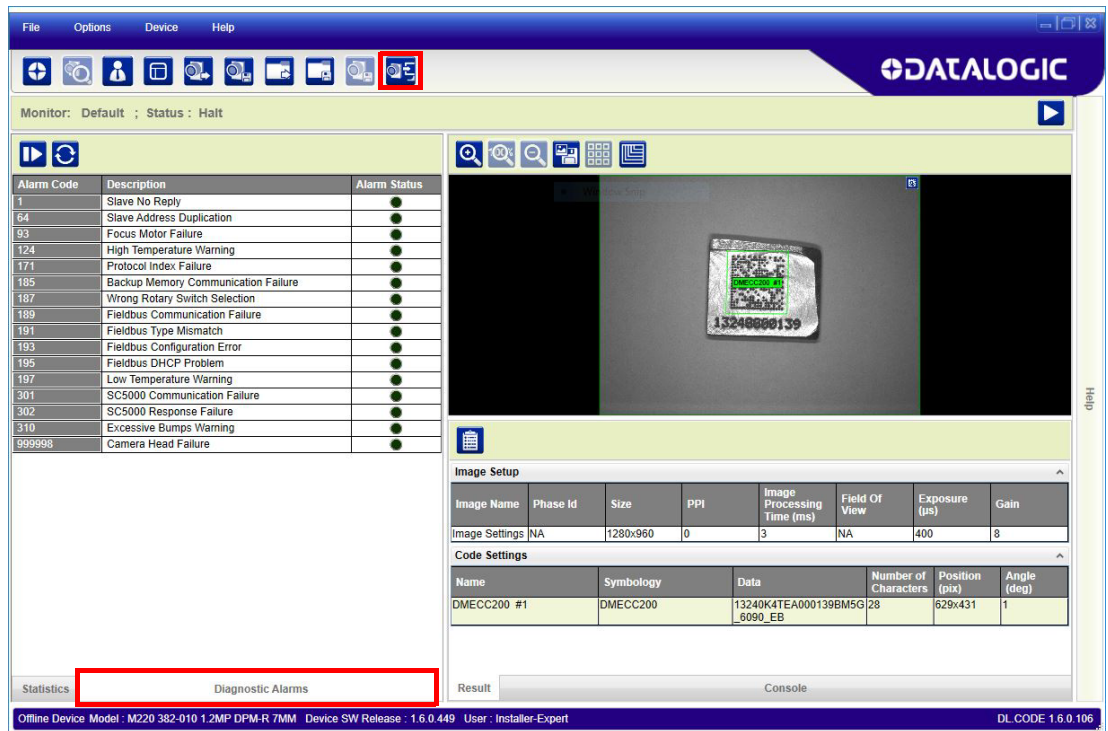 File Options Device Help
DATALOGIC
Monitor: Default ; Status : Halt
Alarm Code Description Alarm Status
1 Slave No Reply
64 Slave Address Duplication
93 Focus Motor Failure
124 High Temperature Warning
171 Protocol Index Failure
185 Backup Memory Communication Failure
187 Wrong Rotary Switch Selection
189 Fieldbus Communication Failure
191 Fieldbus Type Mismatch
193 Fieldbus Configuration Error
195 Fieldbus DHCP Problem
197 Low Temperature Warning
301 SC5000 Communication Failure
302 SC5000 Response Failure
310 Excessive Bumps Warning
999998 Camera Head Failure
Statistics Diagnostic Alarms
100%
DMECC200 #1
13240000139
Help
Image Setup
Image Name Phase Id Size PPI Image Processing Time (ms) Field Of View Exposure (µs) Gain
Image Settings NA 1280x960 0 3 NA 400 8
Code Settings
Name Symbology Data Number of Characters Position (pix) Angle (deg)
DMECC200 #1 DMECC200 13240K4TEA000139BM5G 28 629x431 1
_6090_EB
Result Console
Offline Device Model : M220 382-010 1.2MP DPM-R 7MM Device SW Release : 1.6.0.449 User : Installer-Expert DL.CODE 1.6.0.106